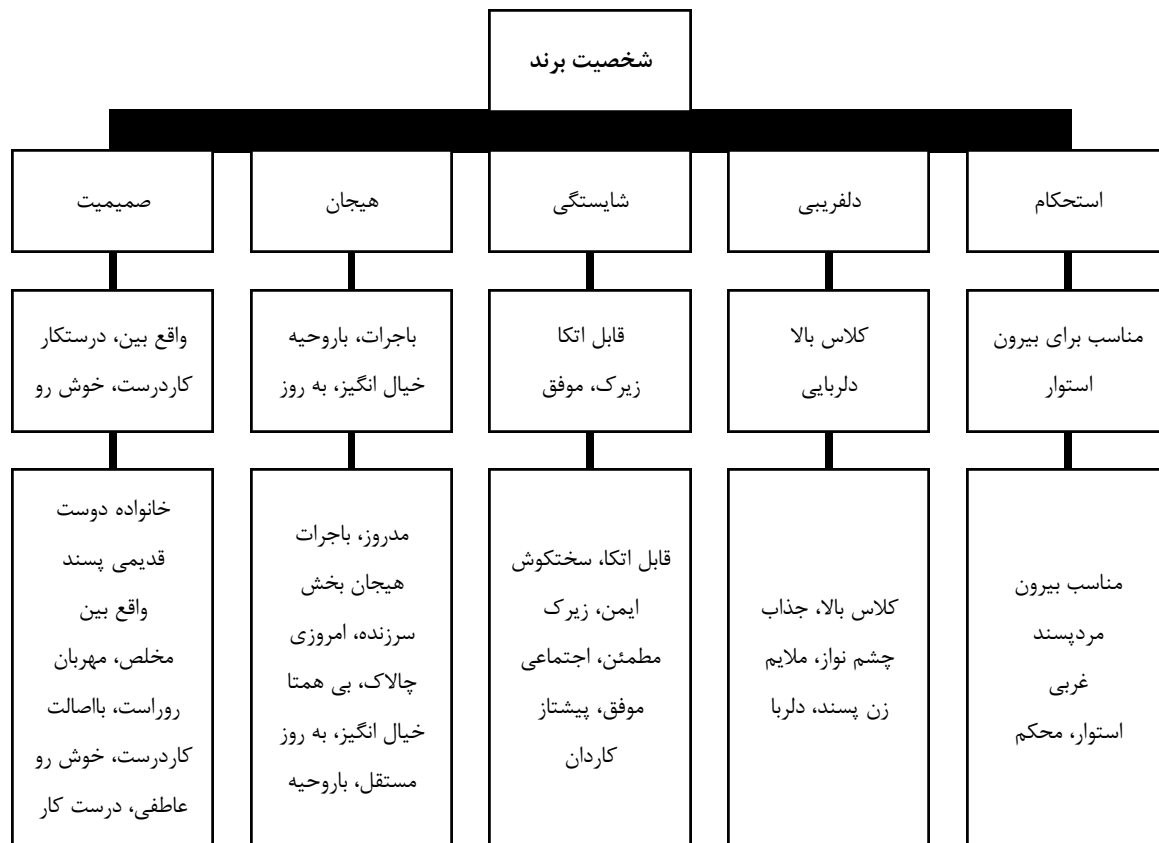 شخصیت برند
استحکام
دلفریبی
شایستگی
هیجان
صمیمیت
مناسب برای بیرون
استوار
کلاس بالا
دلربایی
قابل اتکا
زیرک، موفق
باجرات، باروحیه
خیال انگیز، به روز
واقع بین، درستکار
کاردرست، خوش رو
مناسب بیرون
مردپسند
غربی
استوار، محکم
کلاس بالا، جذاب
چشم نواز، ملایم
زن پسند، دلربا
قابل اتکا، سختکوش
ایمن، زیرک
مطمئن، اجتماعی
موفق، پیشتاز
کاردان
مدروز، باجرات
هیجان بخش
سرزنده، امروزی
چالاک، بی همتا
خیال انگیز، به روز
مستقل، باروحیه
خانواده دوست
قدیمی پسند
واقع بین
مخلص، مهربان
روراست، بااصالت
کاردرست، خوش رو
عاطفی، درست کار